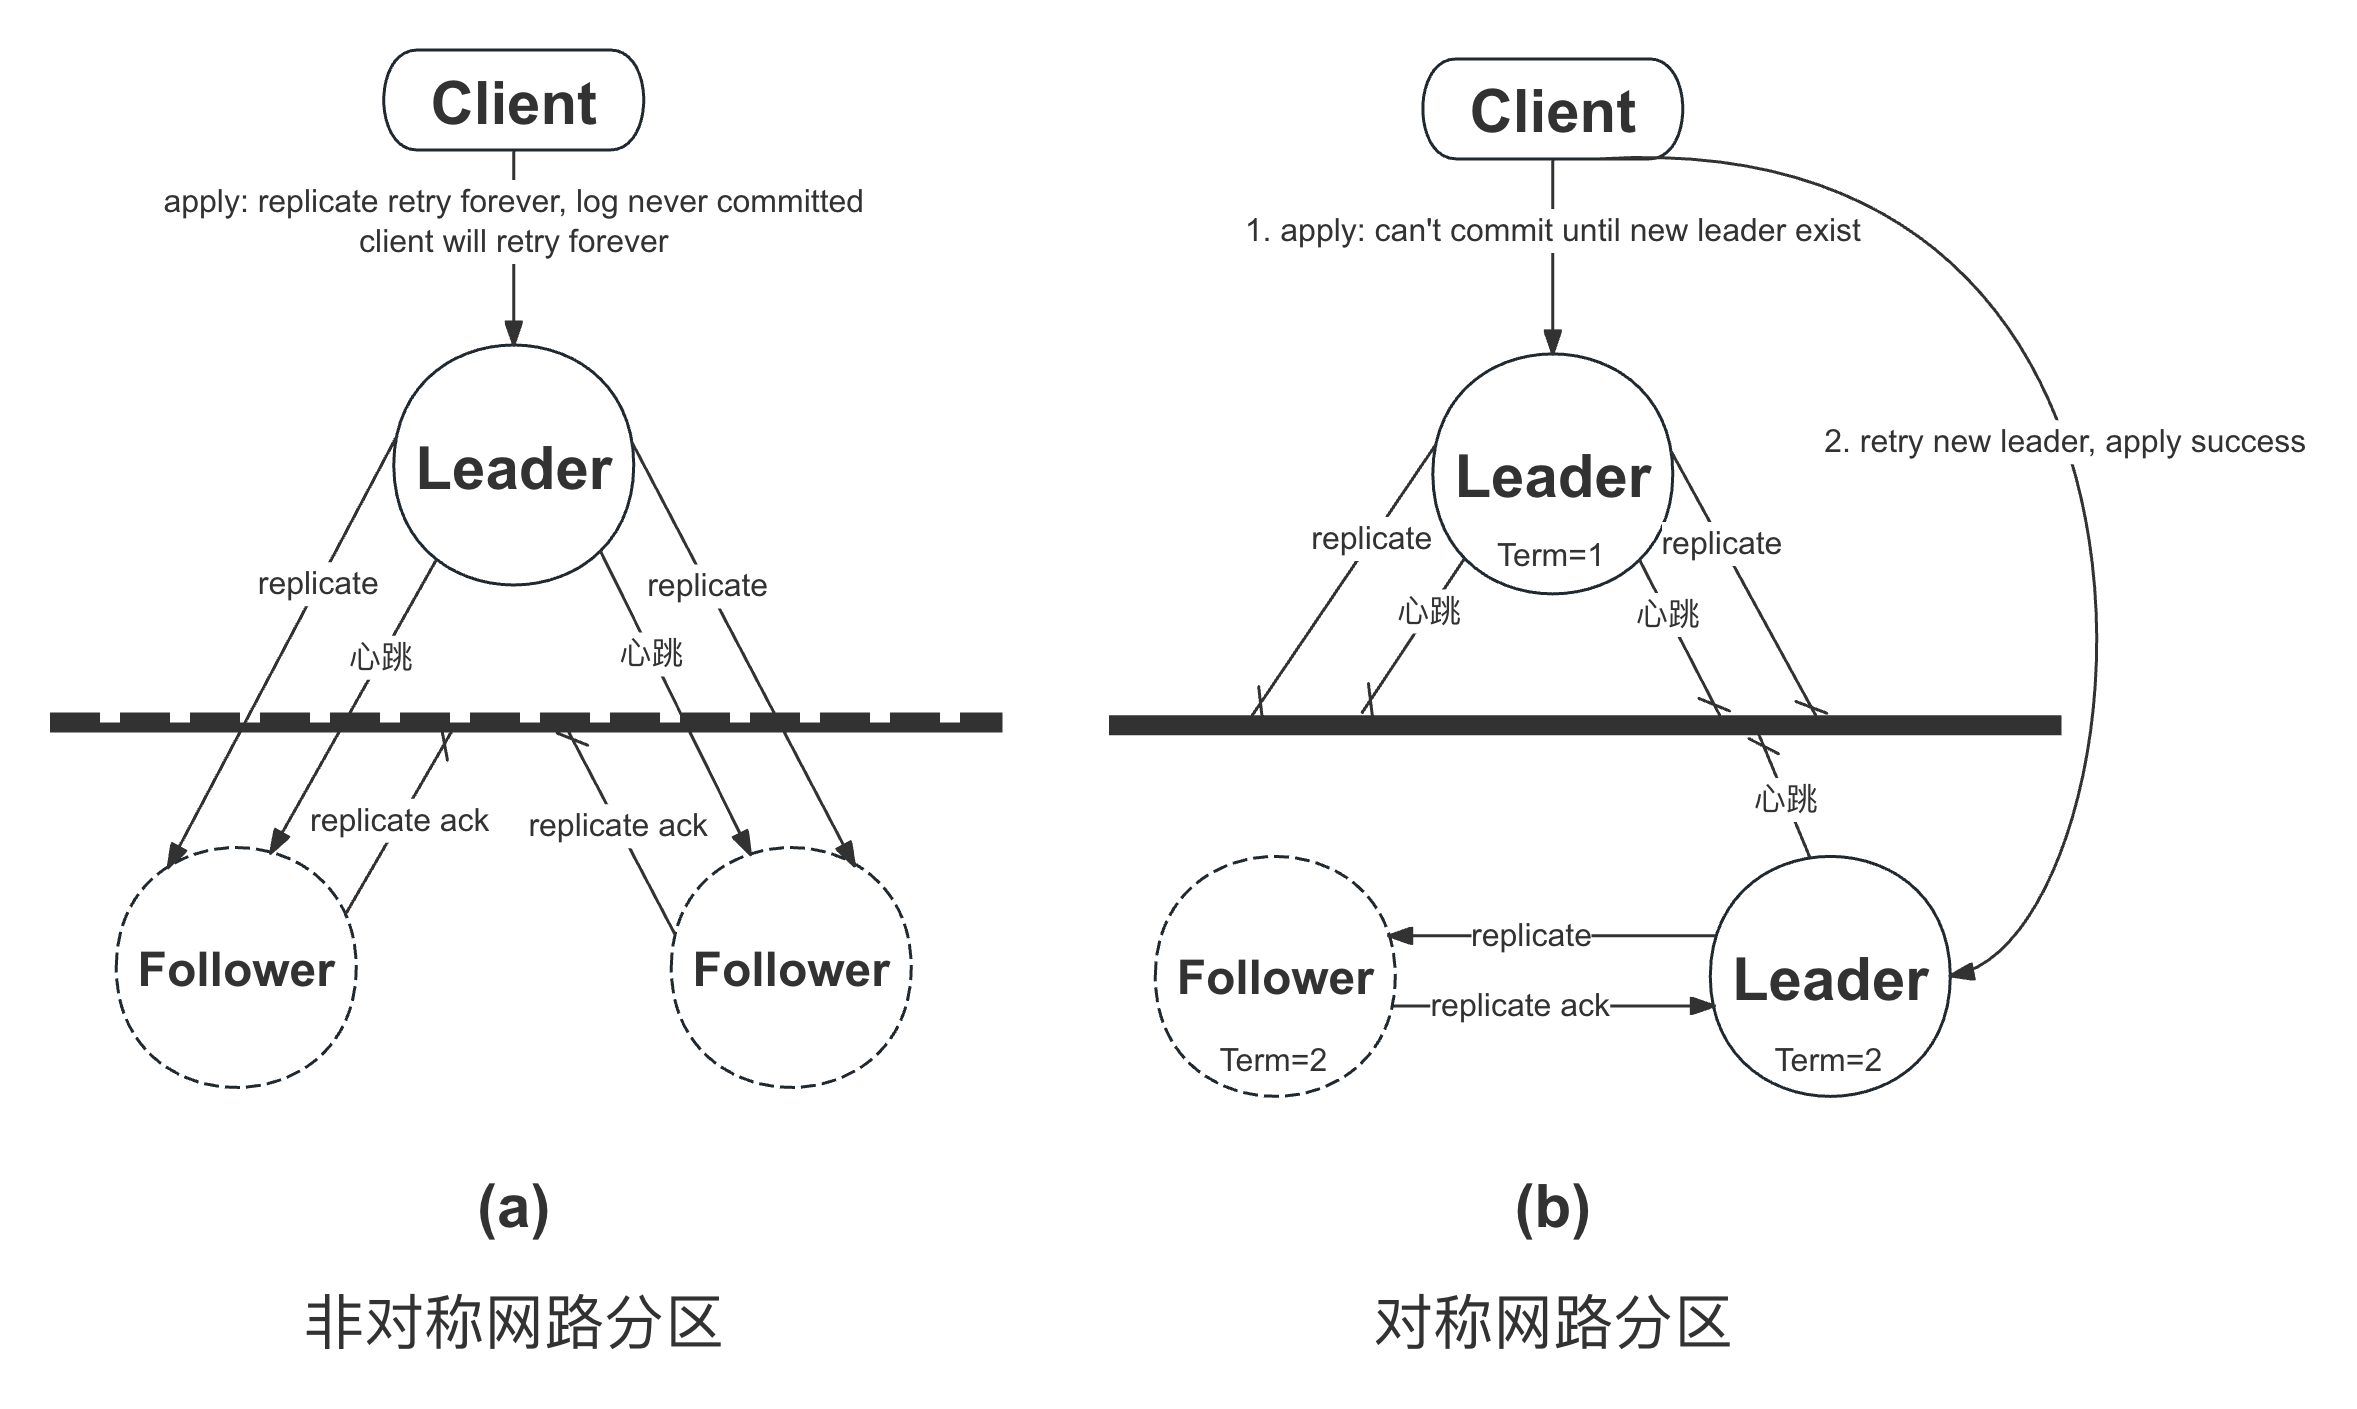 Client
apply: replicate retry forever, log never committed
client will retry forever
Leader
replicate
replicate
心跳
心跳
replicate ack
replicate ack
Follower
Follower
(a)
非对称网路分区
Client
1. apply: can't commit until new leader exist
2. retry new leader, apply success
Leader
Term=1
replicate
replicate
心跳
心跳
心跳
replicate
replicate ack
Follower
Term=2
Leader
Term=2
(b)
对称网路分区